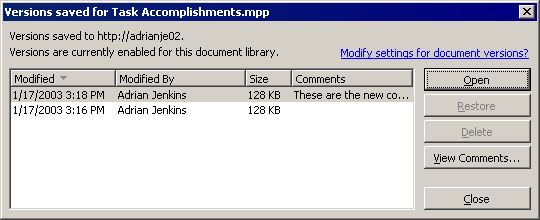 Versions saved for Task Accomplishments.mpp
Versions saved to http://adrianje02.
Versions are currently enabled for this document library.
Modify settings for document versions?
Modified Modified By Size Comments
1/17/2003 3:18 PM Adrian Jenkins 128 KB These are the new co...
1/17/2003 3:16 PM Adrian Jenkins 128 KB
Open
Restore
Delete
View Comments...
Close